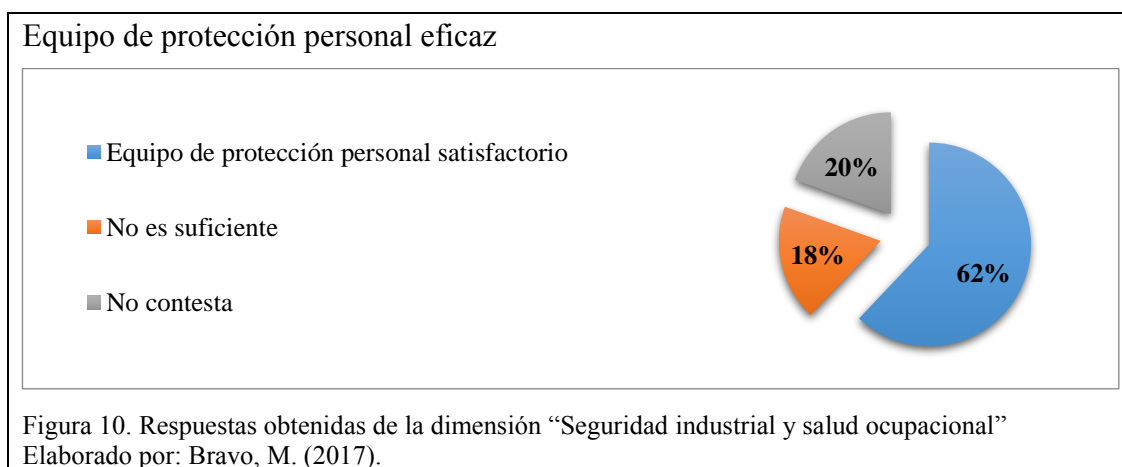 Equipo de protección personal eficaz
Equipo de protección personal satisfactorio
No es suficiente
No contesta
20%
18%
62%
Figura 10. Respuestas obtenidas de la dimensión “Seguridad industrial y salud ocupacional”
Elaborado por: Bravo, M. (2017).